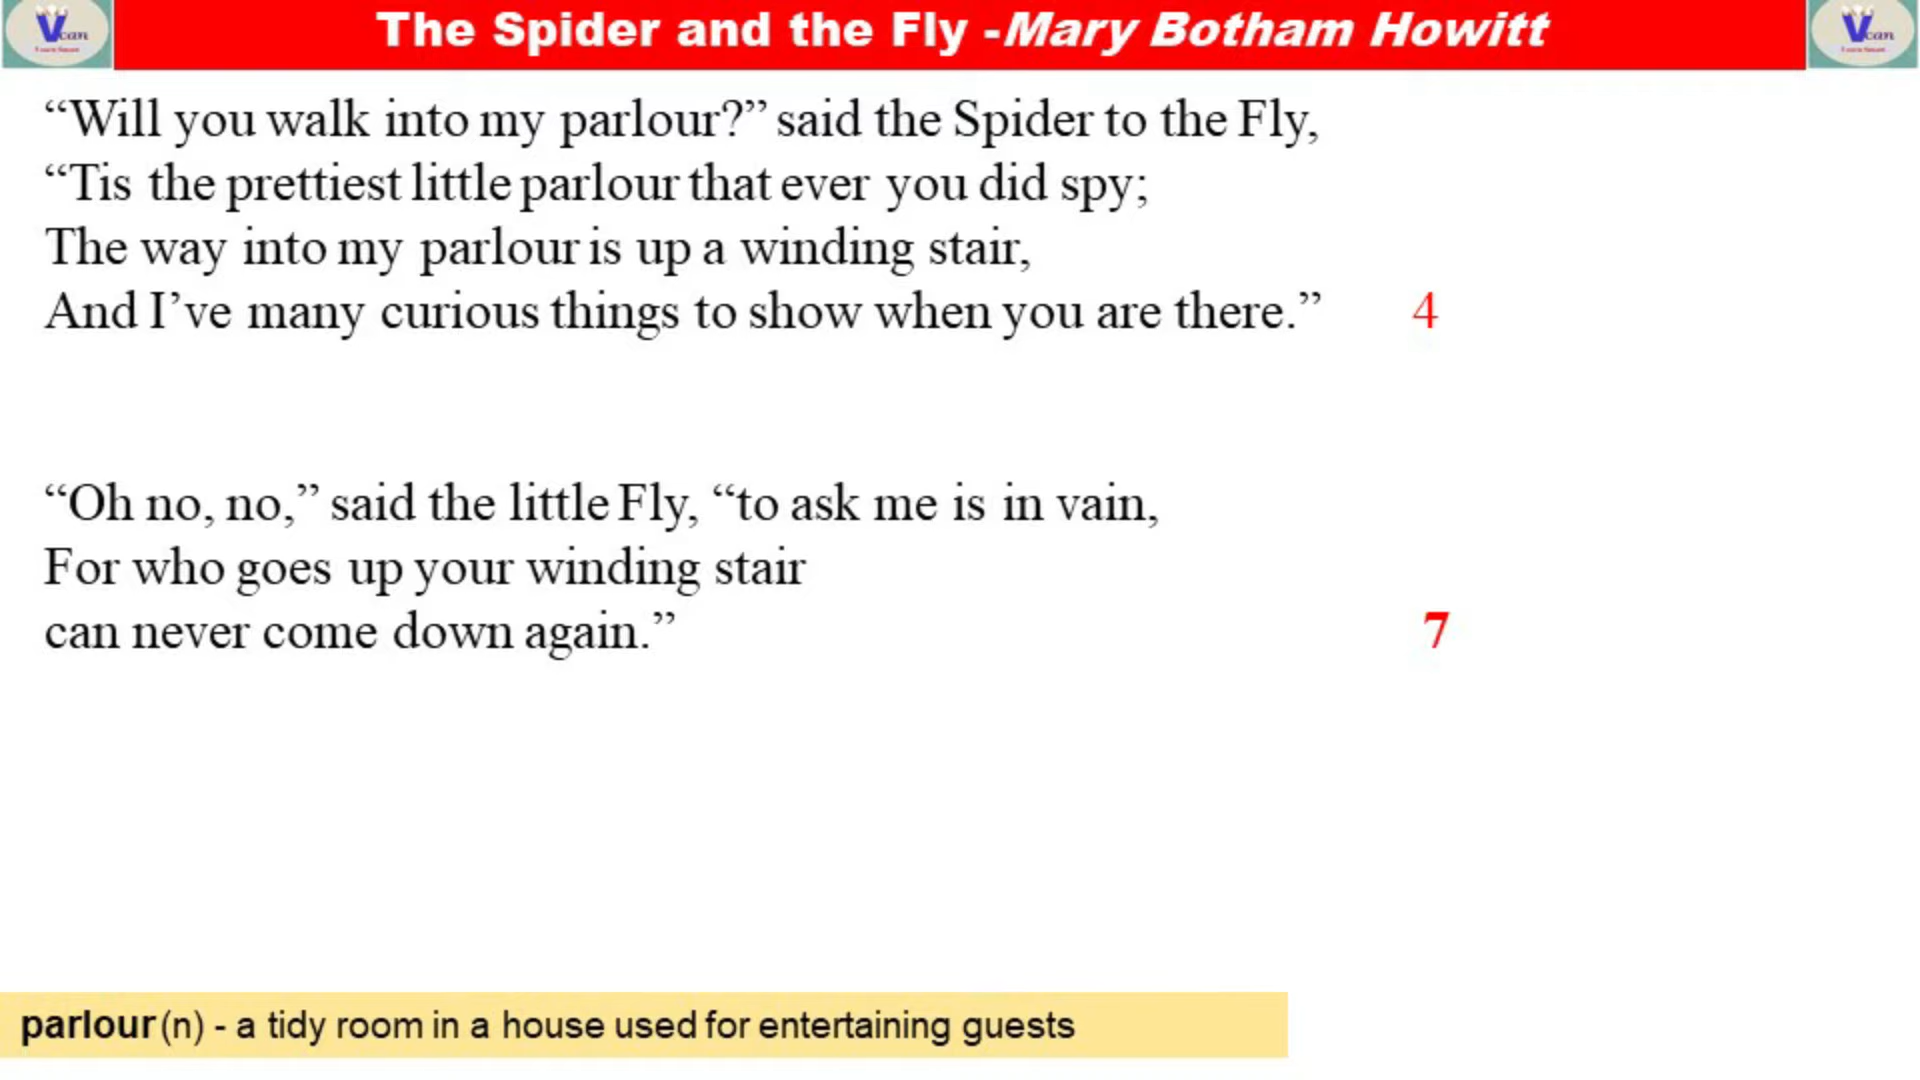 Vcan
The Spider and the Fly -Mary Botham Howitt
Vcan
“Will you walk into my parlour?” said the Spider to the Fly,
“Tis the prettiest little parlour that ever you did spy;
The way into my parlour is up a winding stair,
And I’ve many curious things to show when you are there.” 4
“Oh no, no,” said the little Fly, “to ask me is in vain,
For who goes up your winding stair
can never come down again.” 7
parlour (n) - a tidy room in a house used for entertaining guests